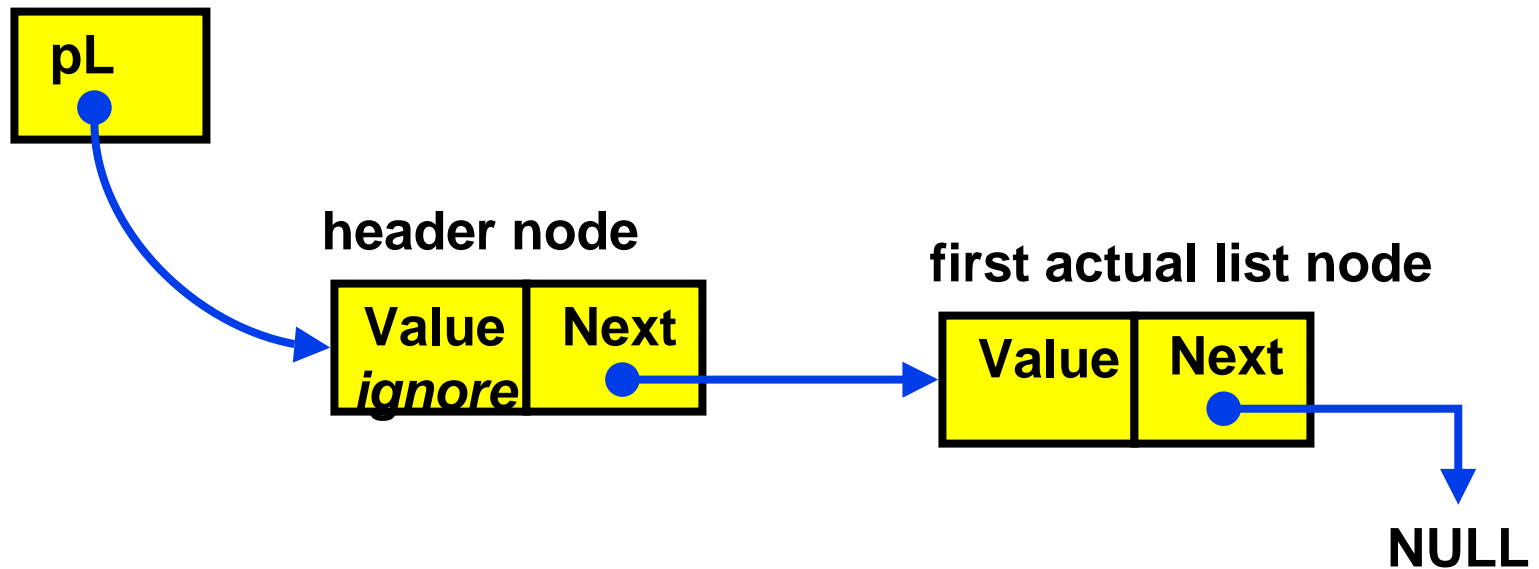 pL
header node
first actual list node
Value Next
ignore
Value Next
NULL